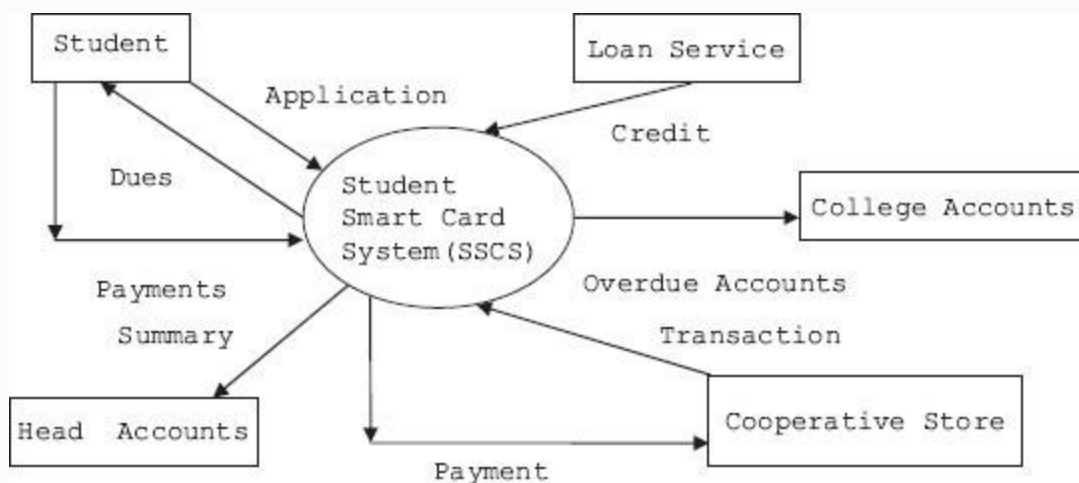 Student
Loan Service
Application
Credit
Dues
Student
Smart Card
System(SSCS)
College Accounts
Payments
Overdue Accounts
Summary
Transaction
Head Accounts
Cooperative Store
Payment